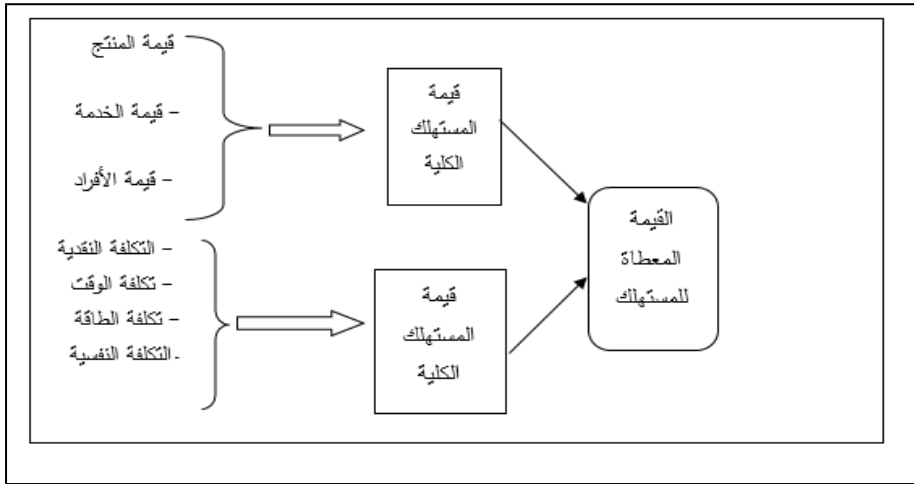 قيمة المنتج
– قيمة الخدمة
– قيمة الأفراد
– التكلفة النقدية
– تكلفة الوقت
– تكلفة الطاقة
-التكلفة النفسية
قيمة
المستهلك
الكلية
قيمة
المستهلك
الكلية
القيمة
المعطاة
للمستهلك